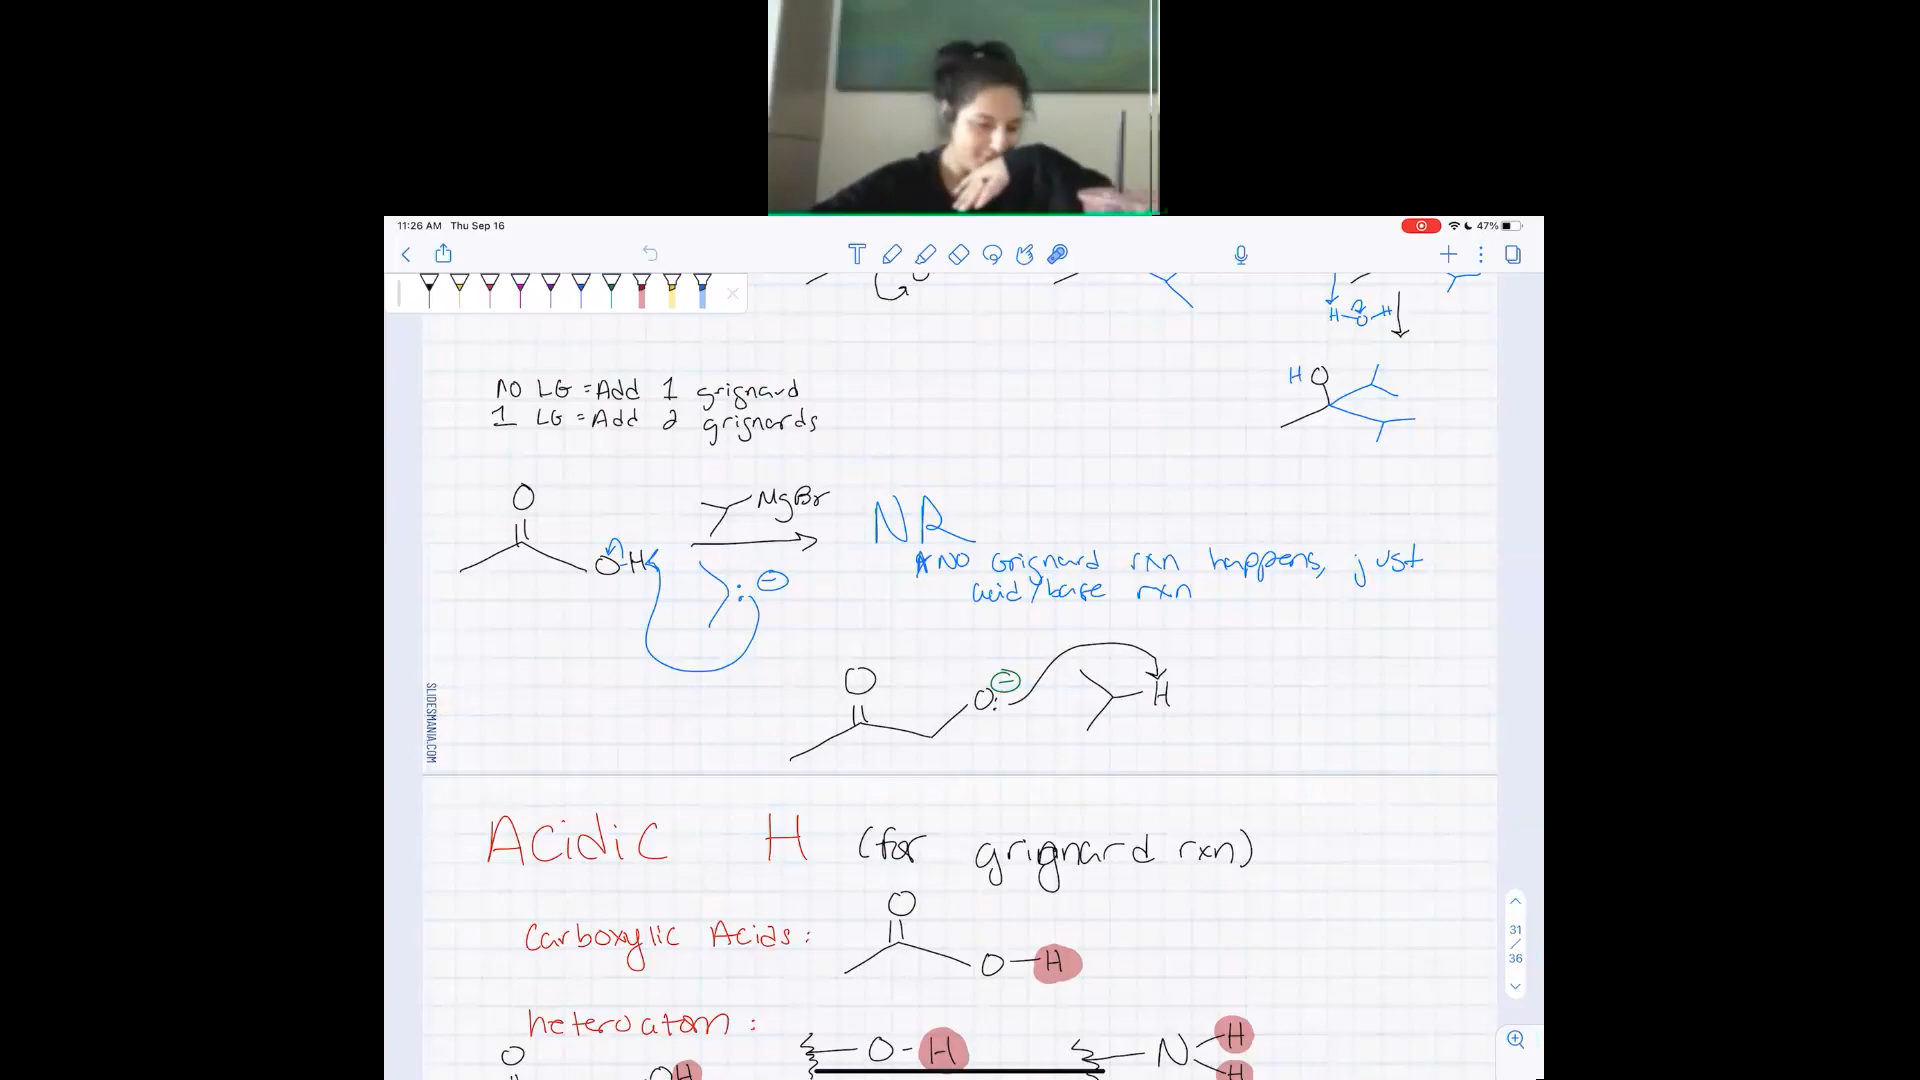 11:26 AM Thu Sep 16
47%
H O H
H O
no LG = Add 1 grignard
1 LG = Add 2 grignards
O
MgBr
O-H
NR
*NO Grignard rxn happens, just
acid/base rxn
O
O:
H
SLIDESMANIA.COM
Acidic H (for grignard rxn)
O
Carboxylic Acids:
O-H
heteroatom:
O-H
N
H
H
O
OH
31
/
36